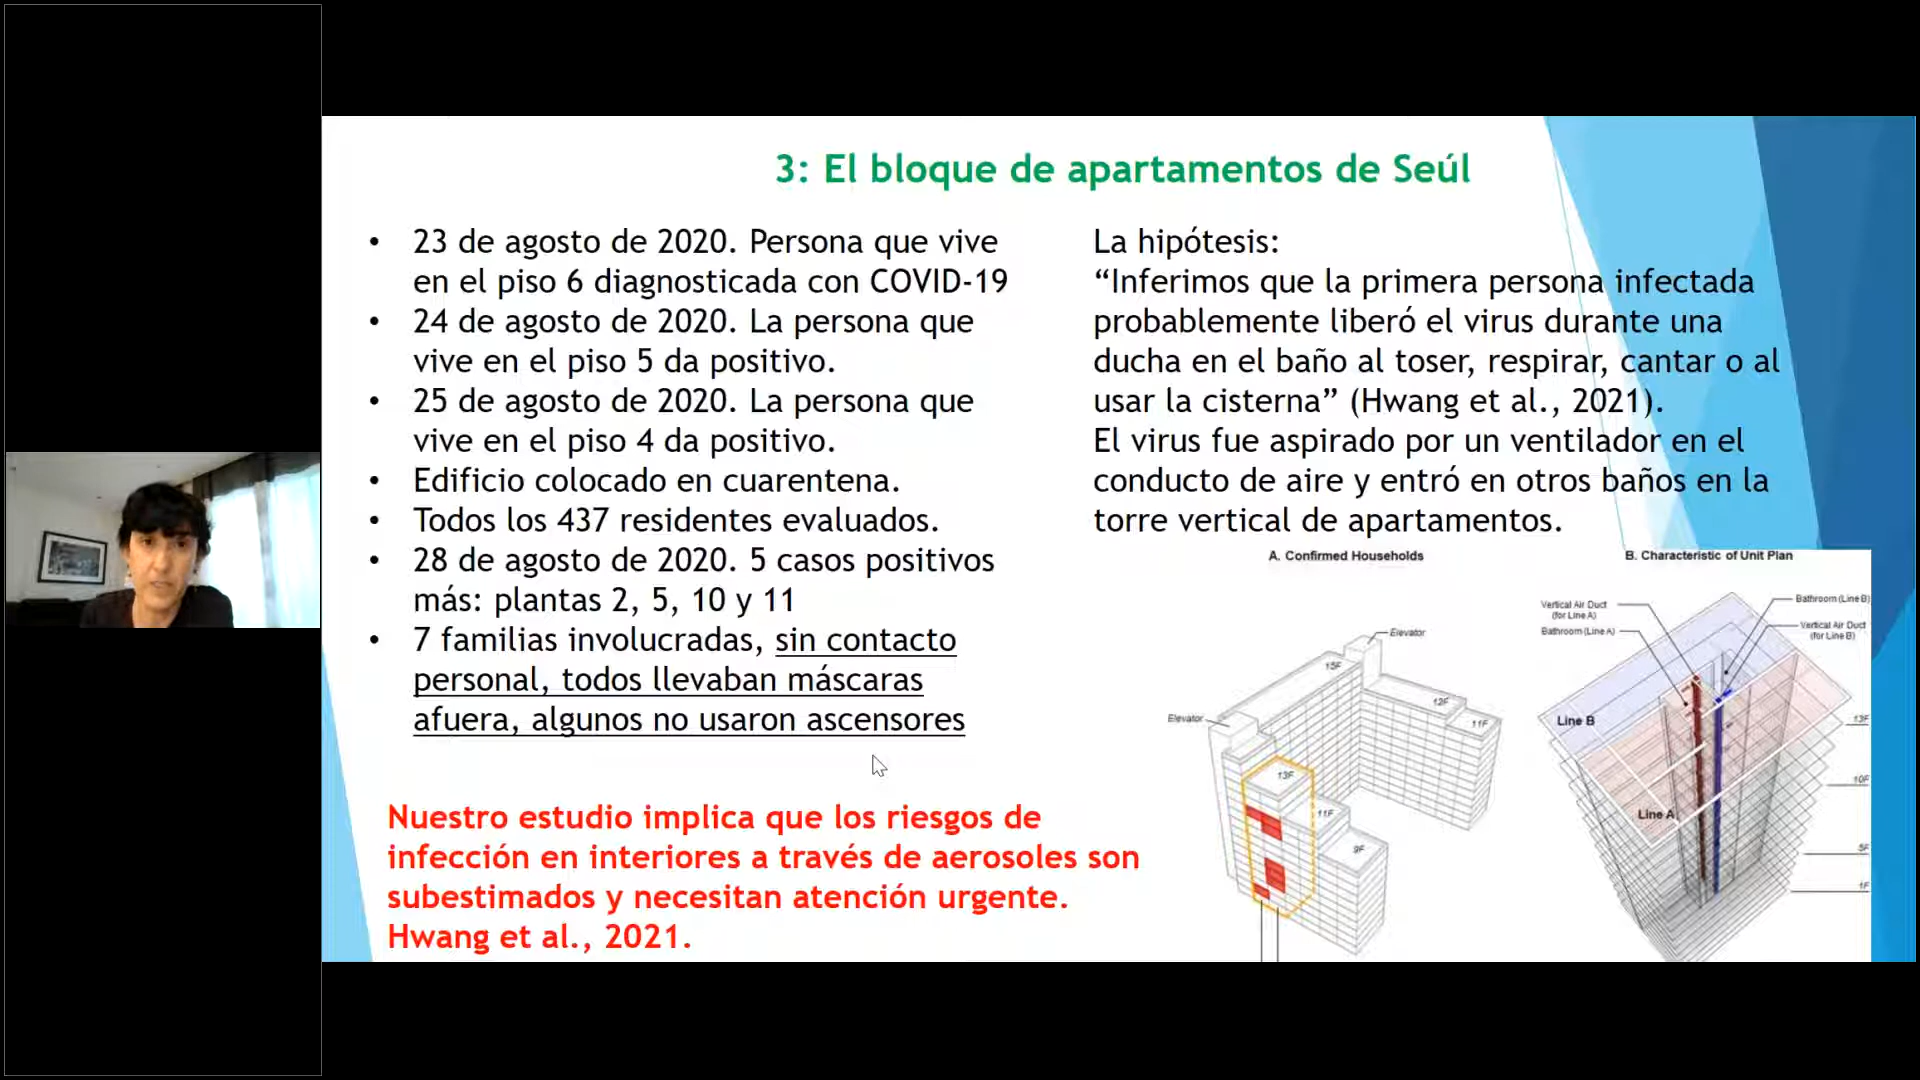 3: El bloque de apartamentos de Seúl
• 23 de agosto de 2020. Persona que vive
en el piso 6 diagnosticada con COVID-19
• 24 de agosto de 2020. La persona que
vive en el piso 5 da positivo.
• 25 de agosto de 2020. La persona que
vive en el piso 4 da positivo.
• Edificio colocado en cuarentena.
• Todos los 437 residentes evaluados.
• 28 de agosto de 2020. 5 casos positivos
más: plantas 2, 5, 10 y 11
• 7 familias involucradas, sin contacto
personal, todos llevaban máscaras
afuera, algunos no usaron ascensores
Nuestro estudio implica que los riesgos de
infección en interiores a través de aerosoles son
subestimados y necesitan atención urgente.
Hwang et al., 2021.
La hipótesis:
“Inferimos que la primera persona infectada
probablemente liberó el virus durante una
ducha en el baño al toser, respirar, cantar o al
usar la cisterna” (Hwang et al., 2021).
El virus fue aspirado por un ventilador en el
conducto de aire y entró en otros baños en la
torre vertical de apartamentos.
A. Confirmed Households
Elevator
15F
12F
11F
Elevator
13F
11F
9F
B. Characteristic of Unit Plan
Vertical Air Duct
(for Line A)
Bathroom (Line A)
Bathroom (Line B)
Vertical Air Duct
(for Line B)
Line B
Line A
13F
10F
5F
1F